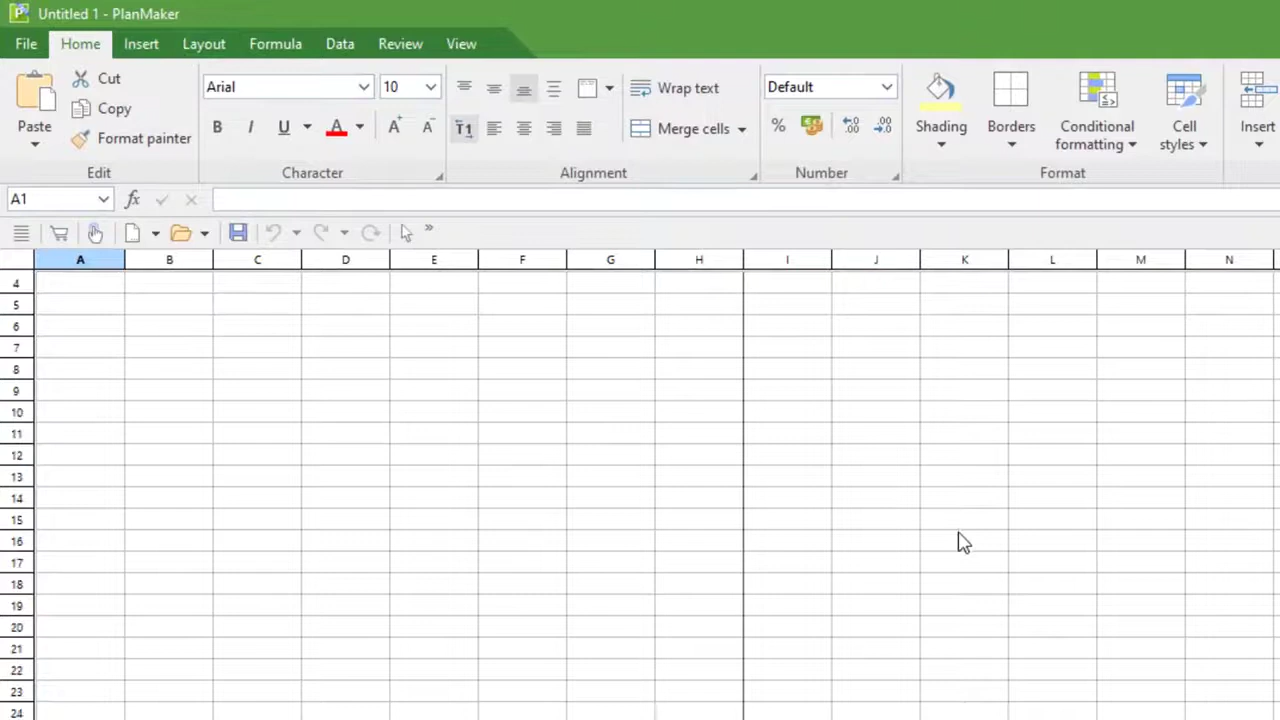 Untitled 1 - PlanMaker
File Home Insert Layout Formula Data Review View
Paste
Cut
Copy
Format painter
Edit
Arial 10
B I U A A A
Character
T1
Wrap text
Merge cells
Alignment
Default
% .00 .00
Number
Shading
Borders
Conditional formatting
Cell styles
Format
Insert
A1 fx
A B C D E F G H I J K L M N
4
5
6
7
8
9
10
11
12
13
14
15
16
17
18
19
20
21
22
23
24